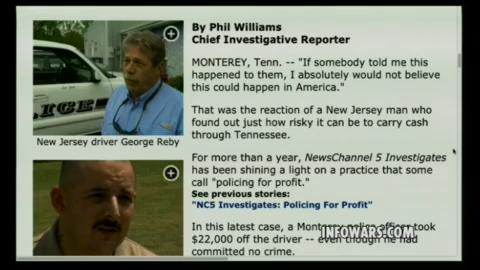 By Phil Williams
Chief Investigative Reporter
MONTEREY, Tenn. -- "If somebody told me this
happened to them, I absolutely would not believe
this could happen in America."
That was the reaction of a New Jersey man who
found out just how risky it can be to carry cash
through Tennessee.
For more than a year, NewsChannel 5 Investigates
has been shining a light on a practice that some
call "policing for profit."
See previous stories:
"NC5 Investigates: Policing For Profit"
In this latest case, a Monterey police officer took
$22,000 off the driver -- even though he had
committed no crime.
LICE
New Jersey driver George Reby
INFOWARS.COM